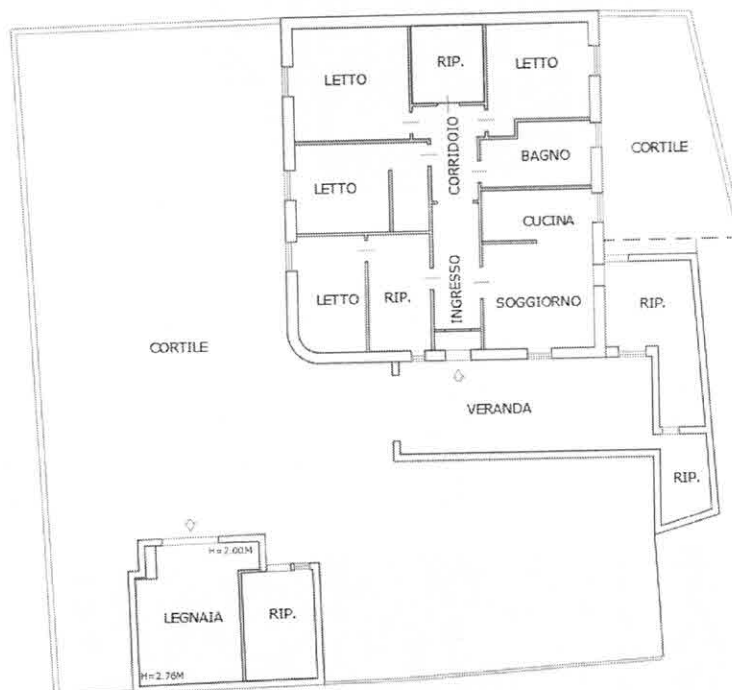 LETTO
RIP.
LETTO
CORRIDOIO
BAGNO
CORTILE
LETTO
CUCINA
INGRESSO
LETTO
RIP.
SOGGIORNO
RIP.
CORTILE
VERANDA
RIP.
H=2.00M
LEGNAIA
RIP.
H=2.76M